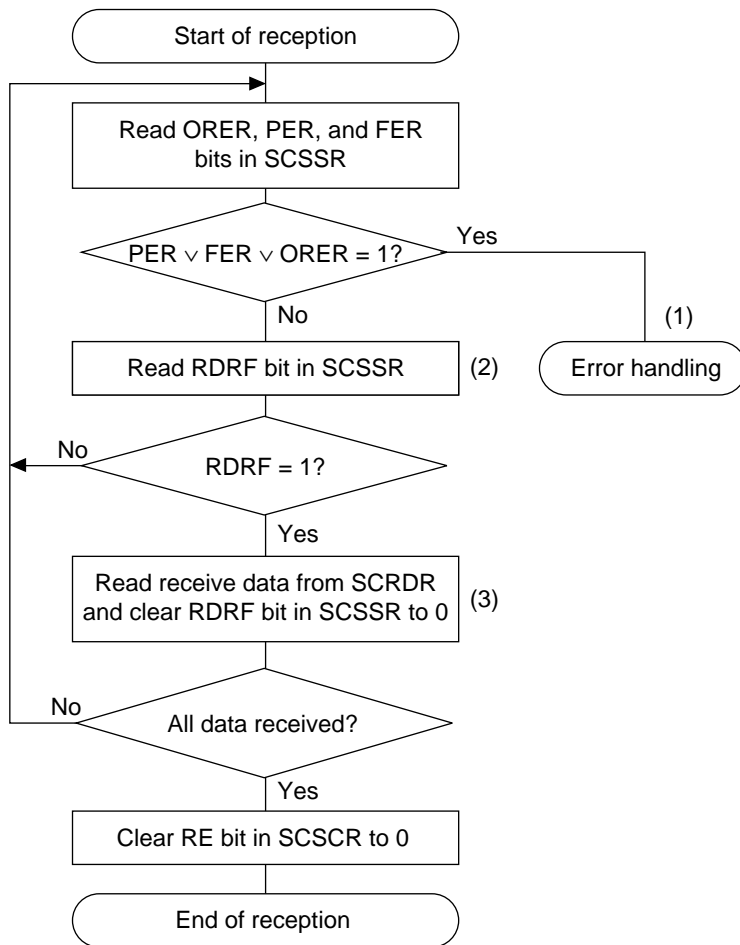 Start of reception
Read ORER, PER, and FER
bits in SCSSR
PER ∨ FER ∨ ORER = 1?
Yes
No
(1)
Read RDRF bit in SCSSR
(2)
Error handling
No
RDRF = 1?
Yes
Read receive data from SCRDR
and clear RDRF bit in SCSSR to 0
(3)
No
All data received?
Yes
Clear RE bit in SCSCR to 0
End of reception